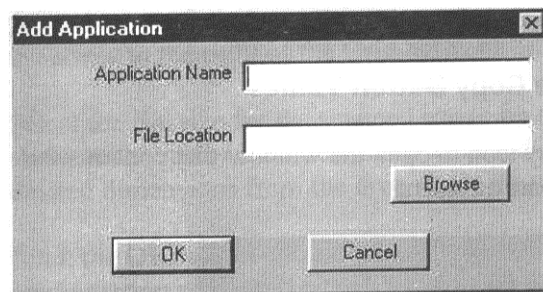 Add Application
Application Name
File Location
Browse
OK
Cancel